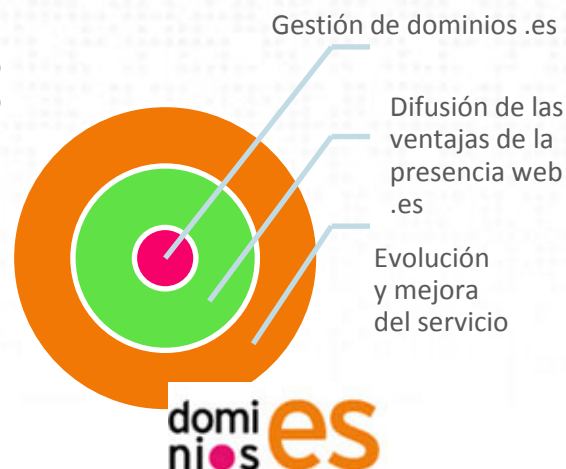 Gestión de dominios .es
Difusión de las
ventajas de la
presencia web
.es
Evolución
y mejora
del servicio
domi
nios
es